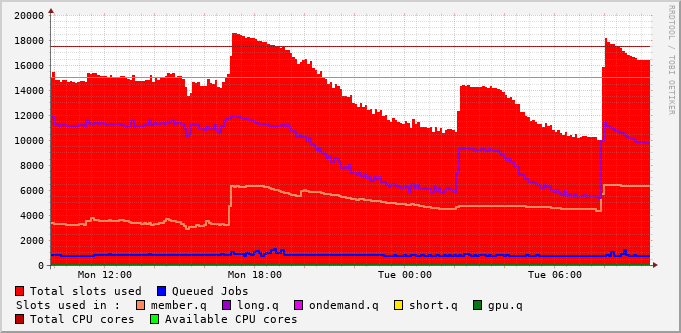 RRDTOOL / TOBI OETIKER
20000
18000
16000
14000
12000
10000
8000
6000
4000
2000
0
Mon 12:00 Mon 18:00 Tue 00:00 Tue 06:00
Total slots used Queued Jobs
Slots used in : member.q long.q ondemand.q short.q gpu.q
Total CPU cores Available CPU cores